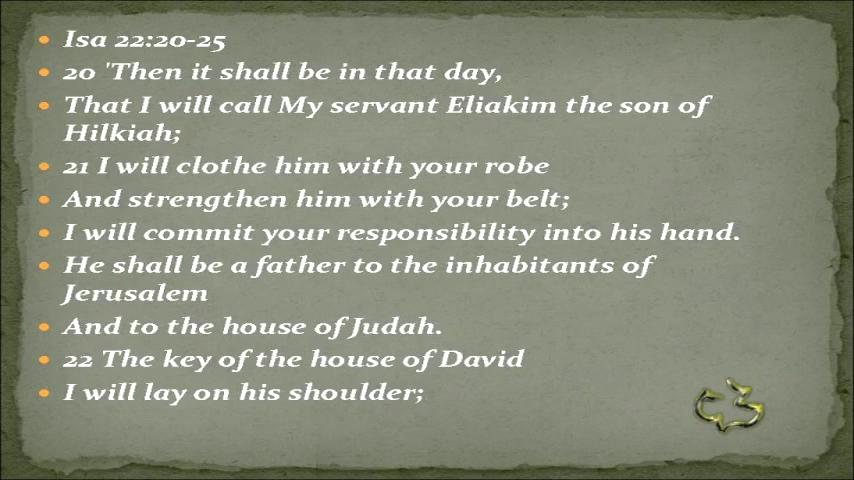 Isa 22:20-25
20 'Then it shall be in that day,
That I will call My servant Eliakim the son of
Hilkiah;
21 I will clothe him with your robe
And strengthen him with your belt;
I will commit your responsibility into his hand.
He shall be a father to the inhabitants of
Jerusalem
And to the house of Judah.
22 The key of the house of David
I will lay on his shoulder;